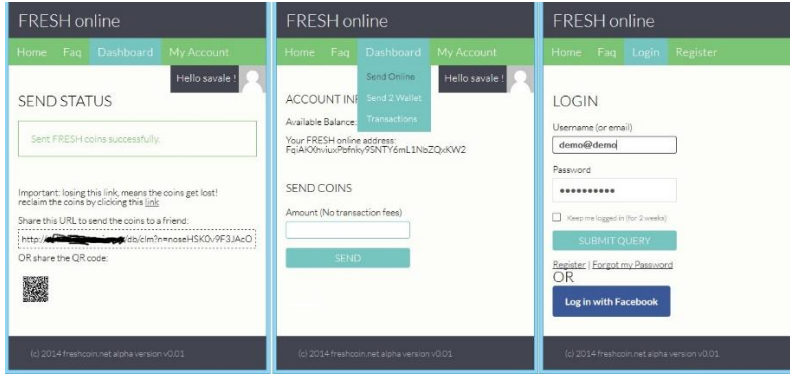 FRESH online
Home Faq Dashboard My Account
Hello savale !
SEND STATUS
Sent FRESH coins successfully.
Important: losing this link, means the coins get lost!
reclaim the coins by clicking this link
Share this URL to send the coins to a friend:
http:/ /db/clm?n=noseHSK0v9F3JAcO
OR share the QR code:
(c) 2014 freshcoin.net alpha version v0.01
FRESH online
Home Faq Dashboard My Account
Send Online
Send 2 Wallet
Transactions
Hello savale !
ACCOUNT INF
Available Balance:
Your FRESH online address:
FqiAKXhviuxPbfnky9SNTY6mL1NbZQxKW2
SEND COINS
Amount (No transaction fees)
SEND
(c) 2014 freshcoin.net alpha version v0.01
FRESH online
Home Faq Login Register
LOGIN
Username (or email)
demo@demo
Password
Keep me logged in (for 2 weeks)
SUBMIT QUERY
Register | Forgot my Password
OR
Log in with Facebook
(c) 2014 freshcoin.net alpha version v0.01